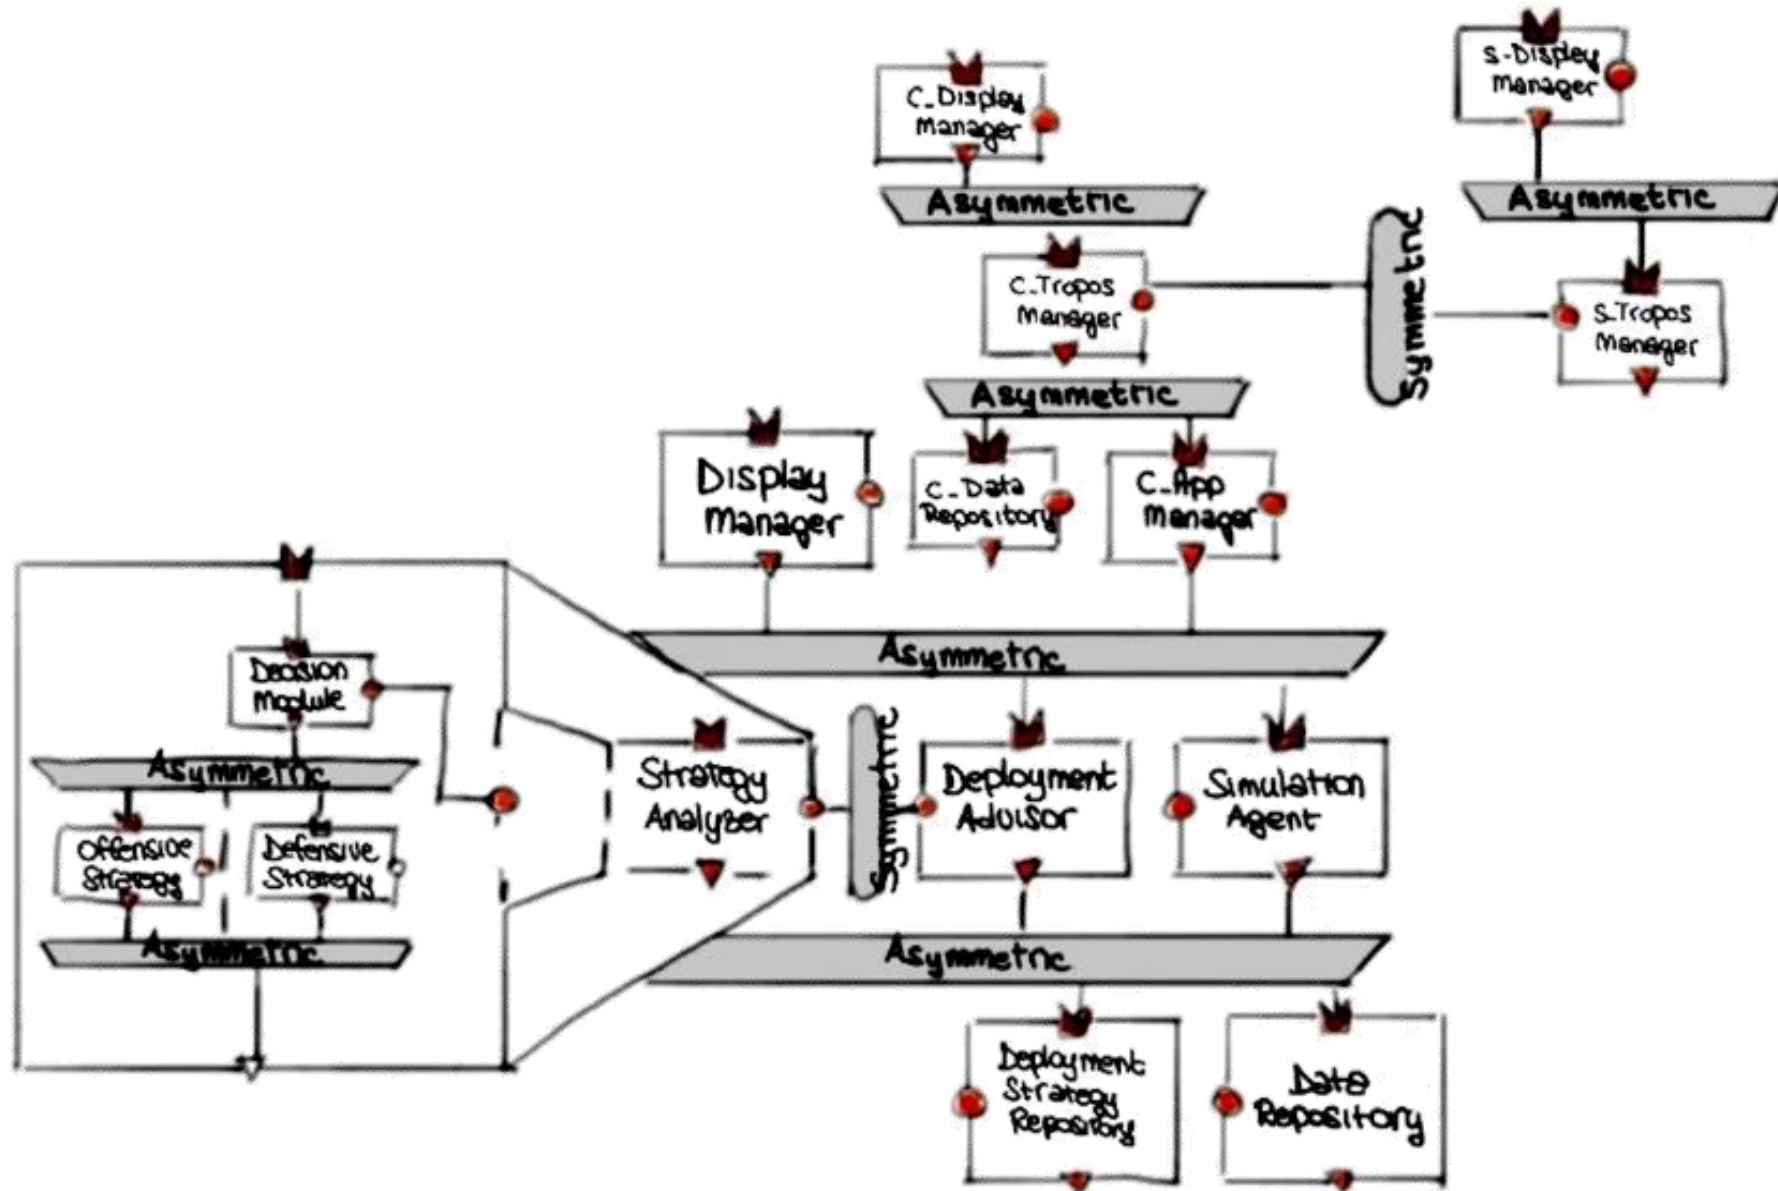 S-Display
Manager
C_Display
Manager
Asymmetric
Asymmetric
Symmetric
C_Tropos
Manager
S_Tropos
Manager
Asymmetric
Display
Manager
C_Data
Repository
C_App
Manager
Asymmetric
Decision
Module
Asymmetric
Offensive
Strategy
Defensive
Strategy
Asymmetric
Strategy
Analyzer
Symmetric
Deployment
Advisor
Simulation
Agent
Asymmetric
Deployment
Strategy
Repository
Data
Repository